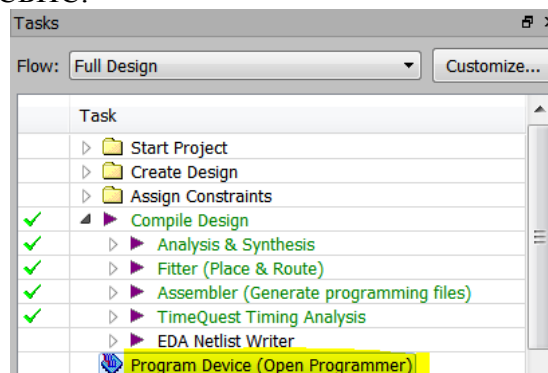 СБИС.
Tasks
Flow: Full Design Customize...
Task
Start Project
Create Design
Assign Constraints
Compile Design
Analysis & Synthesis
Fitter (Place & Route)
Assembler (Generate programming files)
TimeQuest Timing Analysis
EDA Netlist Writer
Program Device (Open Programmer)